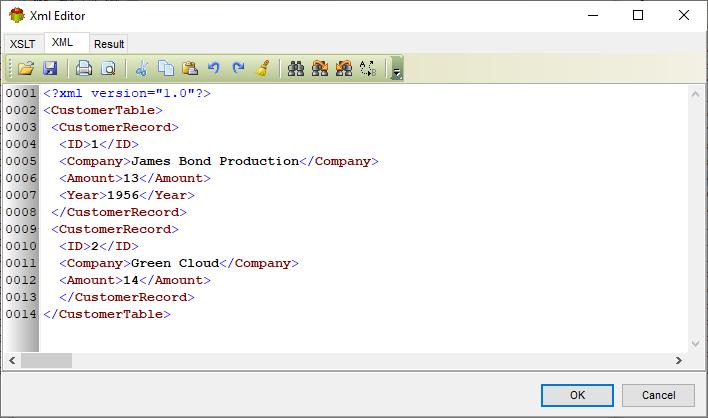 Xml Editor
XSLT XML Result
0001 <?xml version="1.0"?>
0002 <CustomerTable>
0003  <CustomerRecord>
0004   <ID>1</ID>
0005   <Company>James Bond Production</Company>
0006   <Amount>13</Amount>
0007   <Year>1956</Year>
0008  </CustomerRecord>
0009  <CustomerRecord>
0010   <ID>2</ID>
0011   <Company>Green Cloud</Company>
0012   <Amount>14</Amount>
0013   </CustomerRecord>
0014 </CustomerTable>
OK Cancel